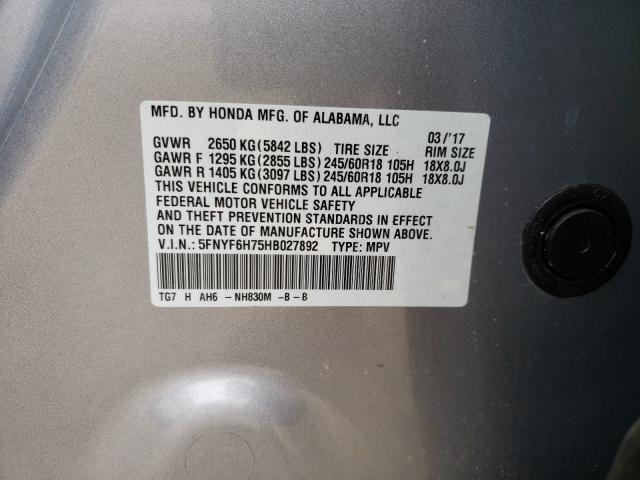 MFD. BY HONDA MFG. OF ALABAMA, LLC
03/'17
GVWR 2650 KG (5842 LBS) TIRE SIZE RIM SIZE
GAWR F 1295 KG (2855 LBS) 245/60R18 105H 18X8.0J
GAWR R 1405 KG (3097 LBS) 245/60R18 105H 18X8.0J
THIS VEHICLE CONFORMS TO ALL APPLICABLE
FEDERAL MOTOR VEHICLE SAFETY
AND THEFT PREVENTION STANDARDS IN EFFECT
ON THE DATE OF MANUFACTURE SHOWN ABOVE.
V.I.N.: 5FNYF6H75HB027892 TYPE: MPV
TG7 H AH6 -NH830M -B-B